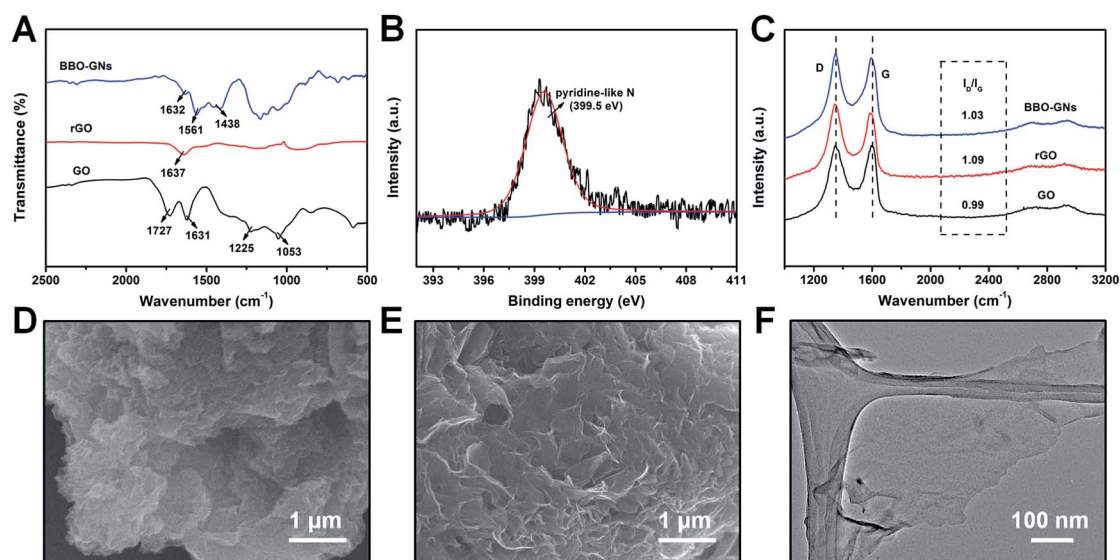 A
BBO-GNs
1632
1561
1438
rGO
1637
GO
1727
1631
1225
1053
Transmittance (%)
2500 2000 1500 1000 500
Wavenumber (cm⁻¹)
B
pyridine-like N
(399.5 eV)
Intensity (a.u.)
393 396 399 402 405 408 411
Binding energy (eV)
C
D
G
I_D/I_G
1.03
BBO-GNs
1.09
rGO
0.99
GO
Intensity (a.u.)
1200 1600 2000 2400 2800 3200
Wavenumber (cm⁻¹)
D
1 µm
E
1 µm
F
100 nm